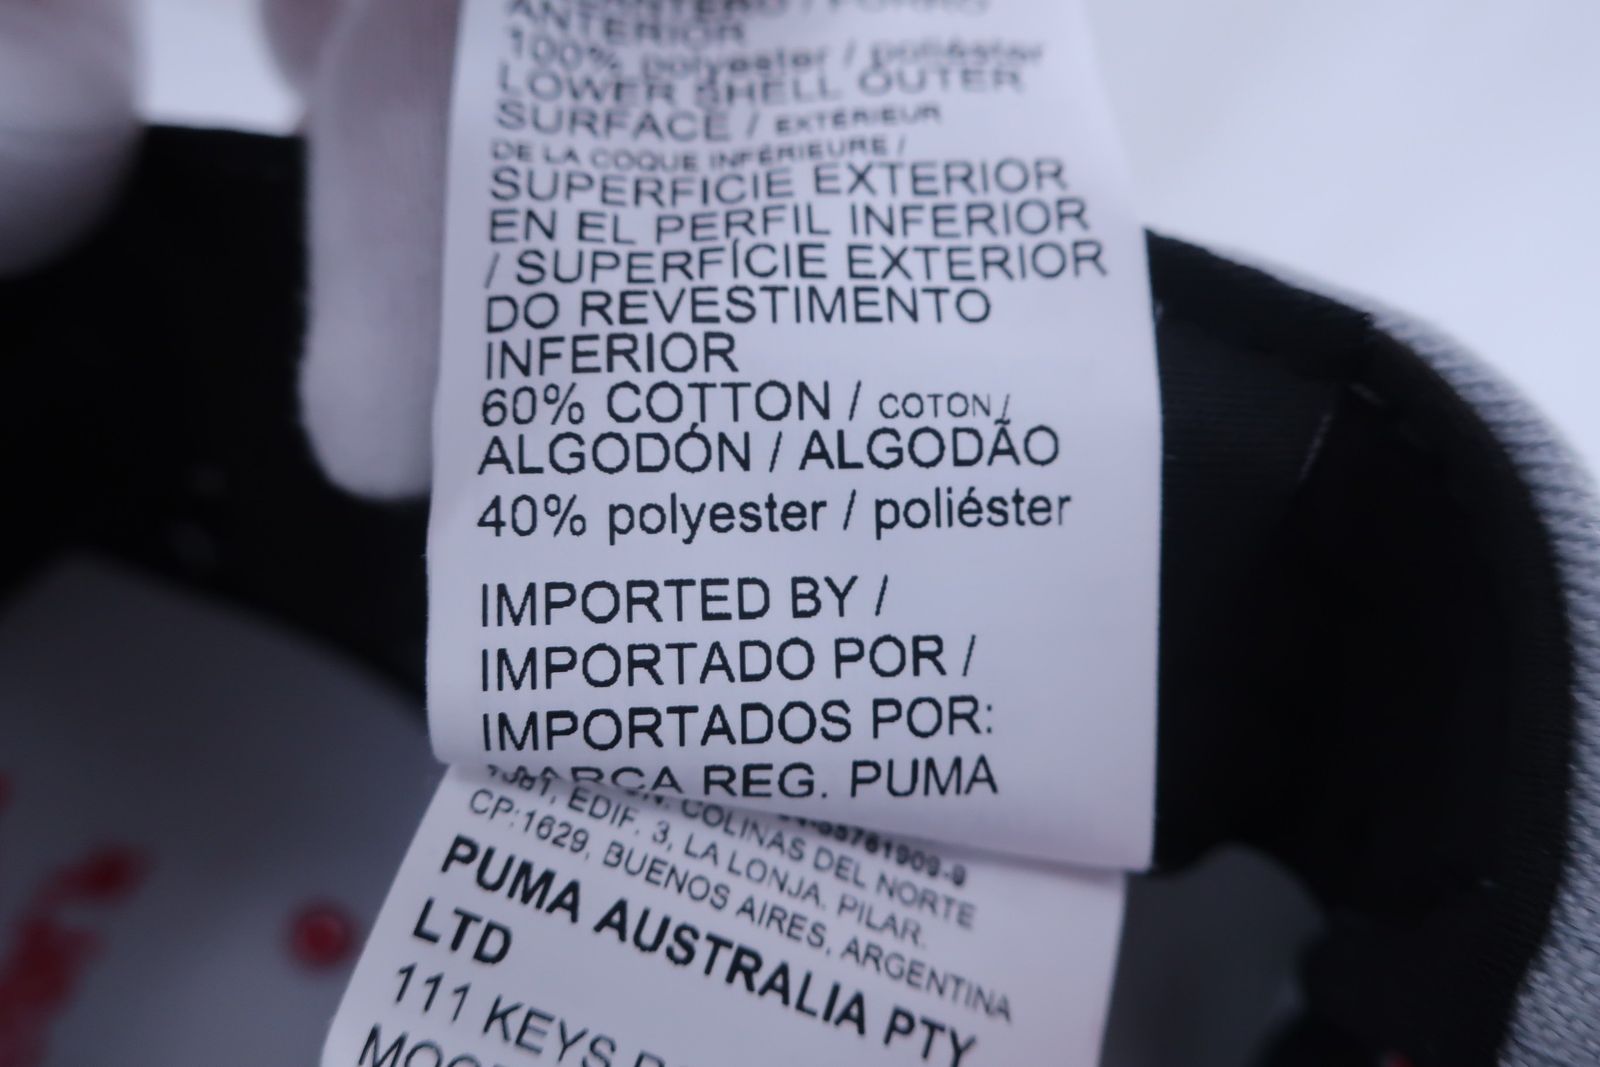 ANTERIOR
100% polyester / poliéster
LOWER SHELL OUTER
SURFACE / EXTÉRIEUR
DE LA COQUE INFÉRIEURE /
SUPERFICIE EXTERIOR
EN EL PERFIL INFERIOR
/ SUPERFÍCIE EXTERIOR
DO REVESTIMENTO
INFERIOR
60% COTTON / COTON /
ALGODÓN / ALGODÃO
40% polyester / poliéster
IMPORTED BY /
IMPORTADO POR /
IMPORTADOS POR:
MARCA REG. PUMA
COLINAS DEL NORTE
EDIF. 3, LA LONJA. PILAR.
CP:1629, BUENOS AIRES, ARGENTINA
PUMA AUSTRALIA PTY
LTD
111 KEYS